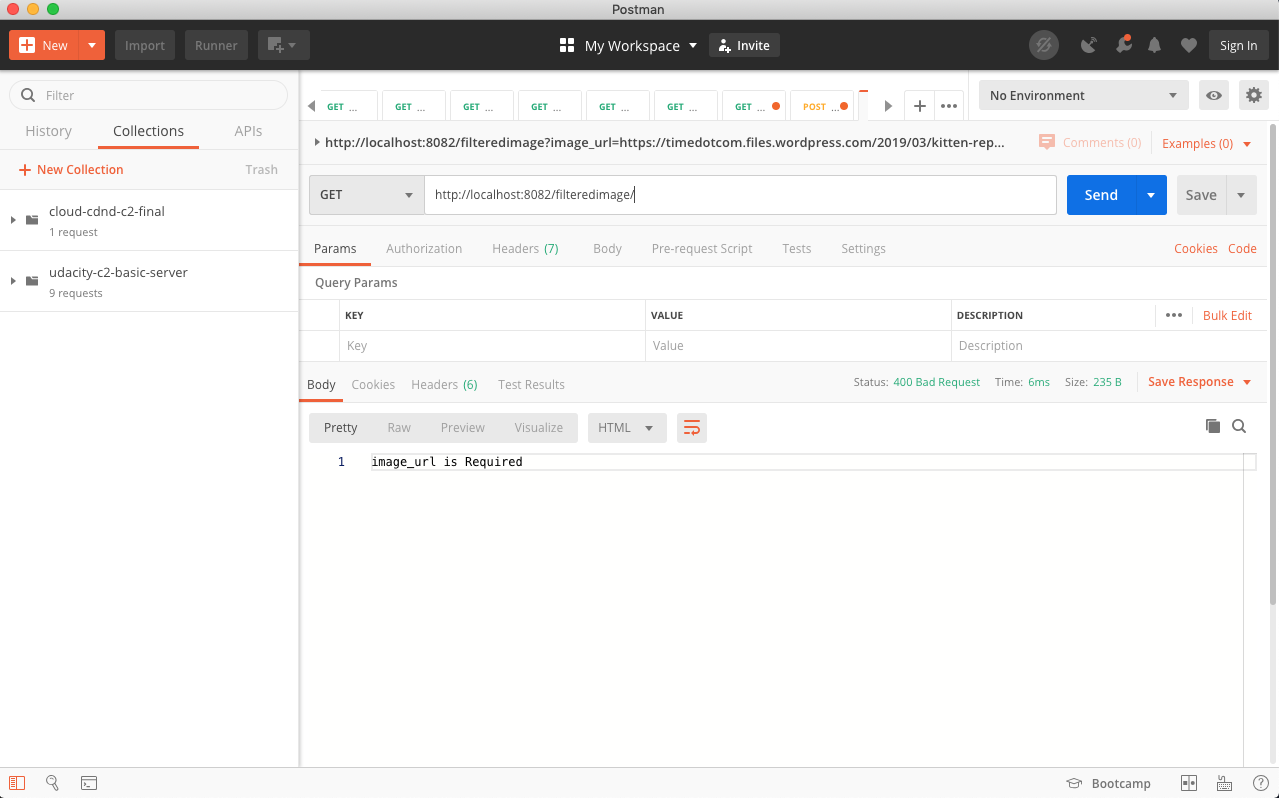 Postman
New Import Runner My Workspace Invite Sign In
Filter
GET ... GET ... GET ... GET ... GET ... GET ... GET ... POST ... No Environment
History Collections APIs
http://localhost:8082/filteredimage?image_url=https://timedotcom.files.wordpress.com/2019/03/kitten-rep... Comments (0) Examples (0)
New Collection Trash
GET http://localhost:8082/filteredimage/ Send Save
cloud-cdnd-c2-final
1 request
Params Authorization Headers (7) Body Pre-request Script Tests Settings Cookies Code
udacity-c2-basic-server
9 requests
Query Params
KEY VALUE DESCRIPTION ••• Bulk Edit
Key Value Description
Body Cookies Headers (6) Test Results Status: 400 Bad Request Time: 6ms Size: 235 B Save Response
Pretty Raw Preview Visualize HTML
1 image_url is Required
Bootcamp